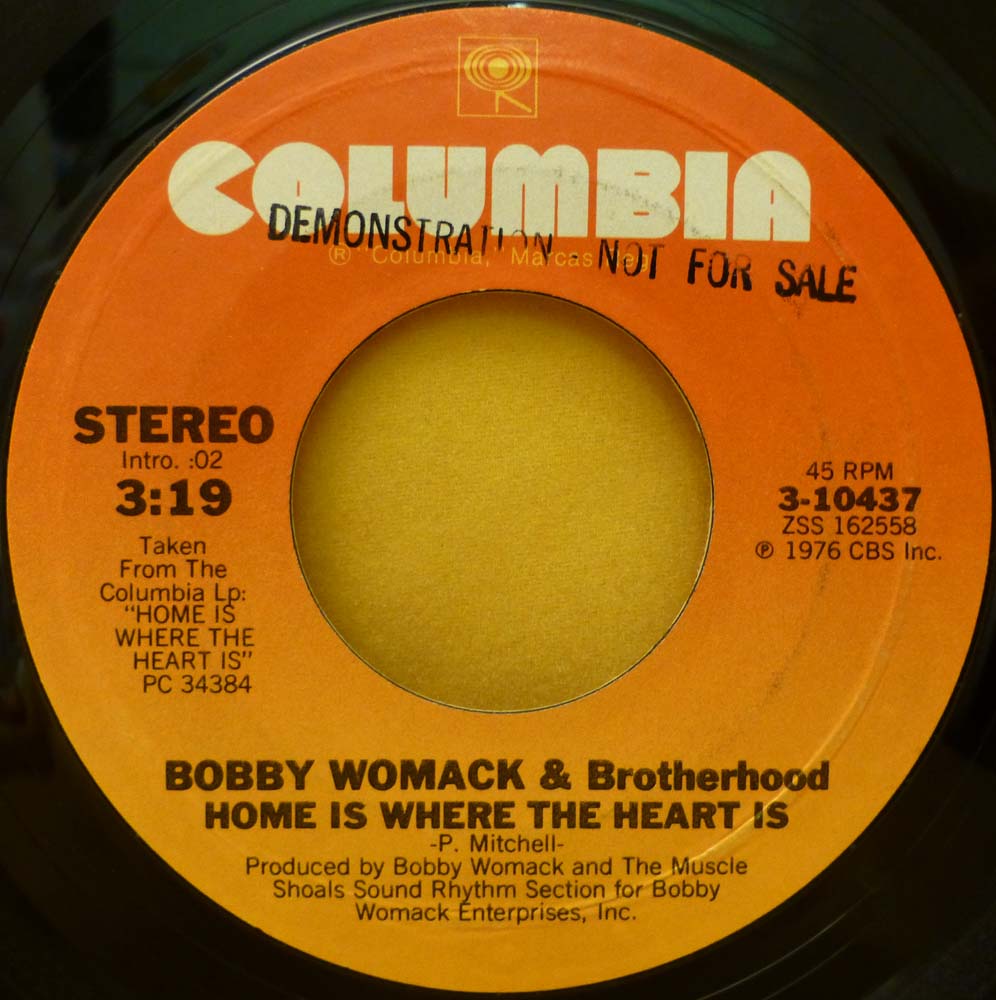 COLUMBIA
DEMONSTRATION - NOT FOR SALE
® "Columbia," Marcas Reg.
STEREO
Intro. :02
3:19
Taken
From The
Columbia Lp:
"HOME IS
WHERE THE
HEART IS"
PC 34384
45 RPM
3-10437
ZSS 162558
℗ 1976 CBS Inc.
BOBBY WOMACK & Brotherhood
HOME IS WHERE THE HEART IS
-P. Mitchell-
Produced by Bobby Womack and The Muscle
Shoals Sound Rhythm Section for Bobby
Womack Enterprises, Inc.